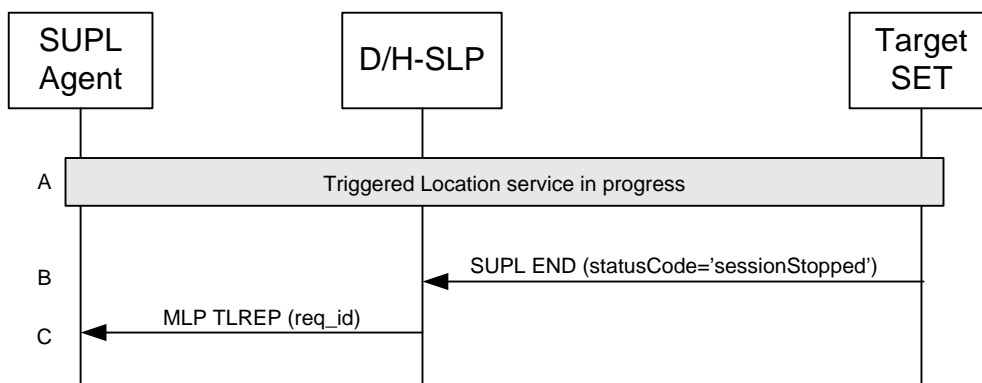 SUPL
Agent
D/H-SLP
Target
SET
A
Triggered Location service in progress
B
SUPL END (statusCode=’sessionStopped’)
C
MLP TLREP (req_id)